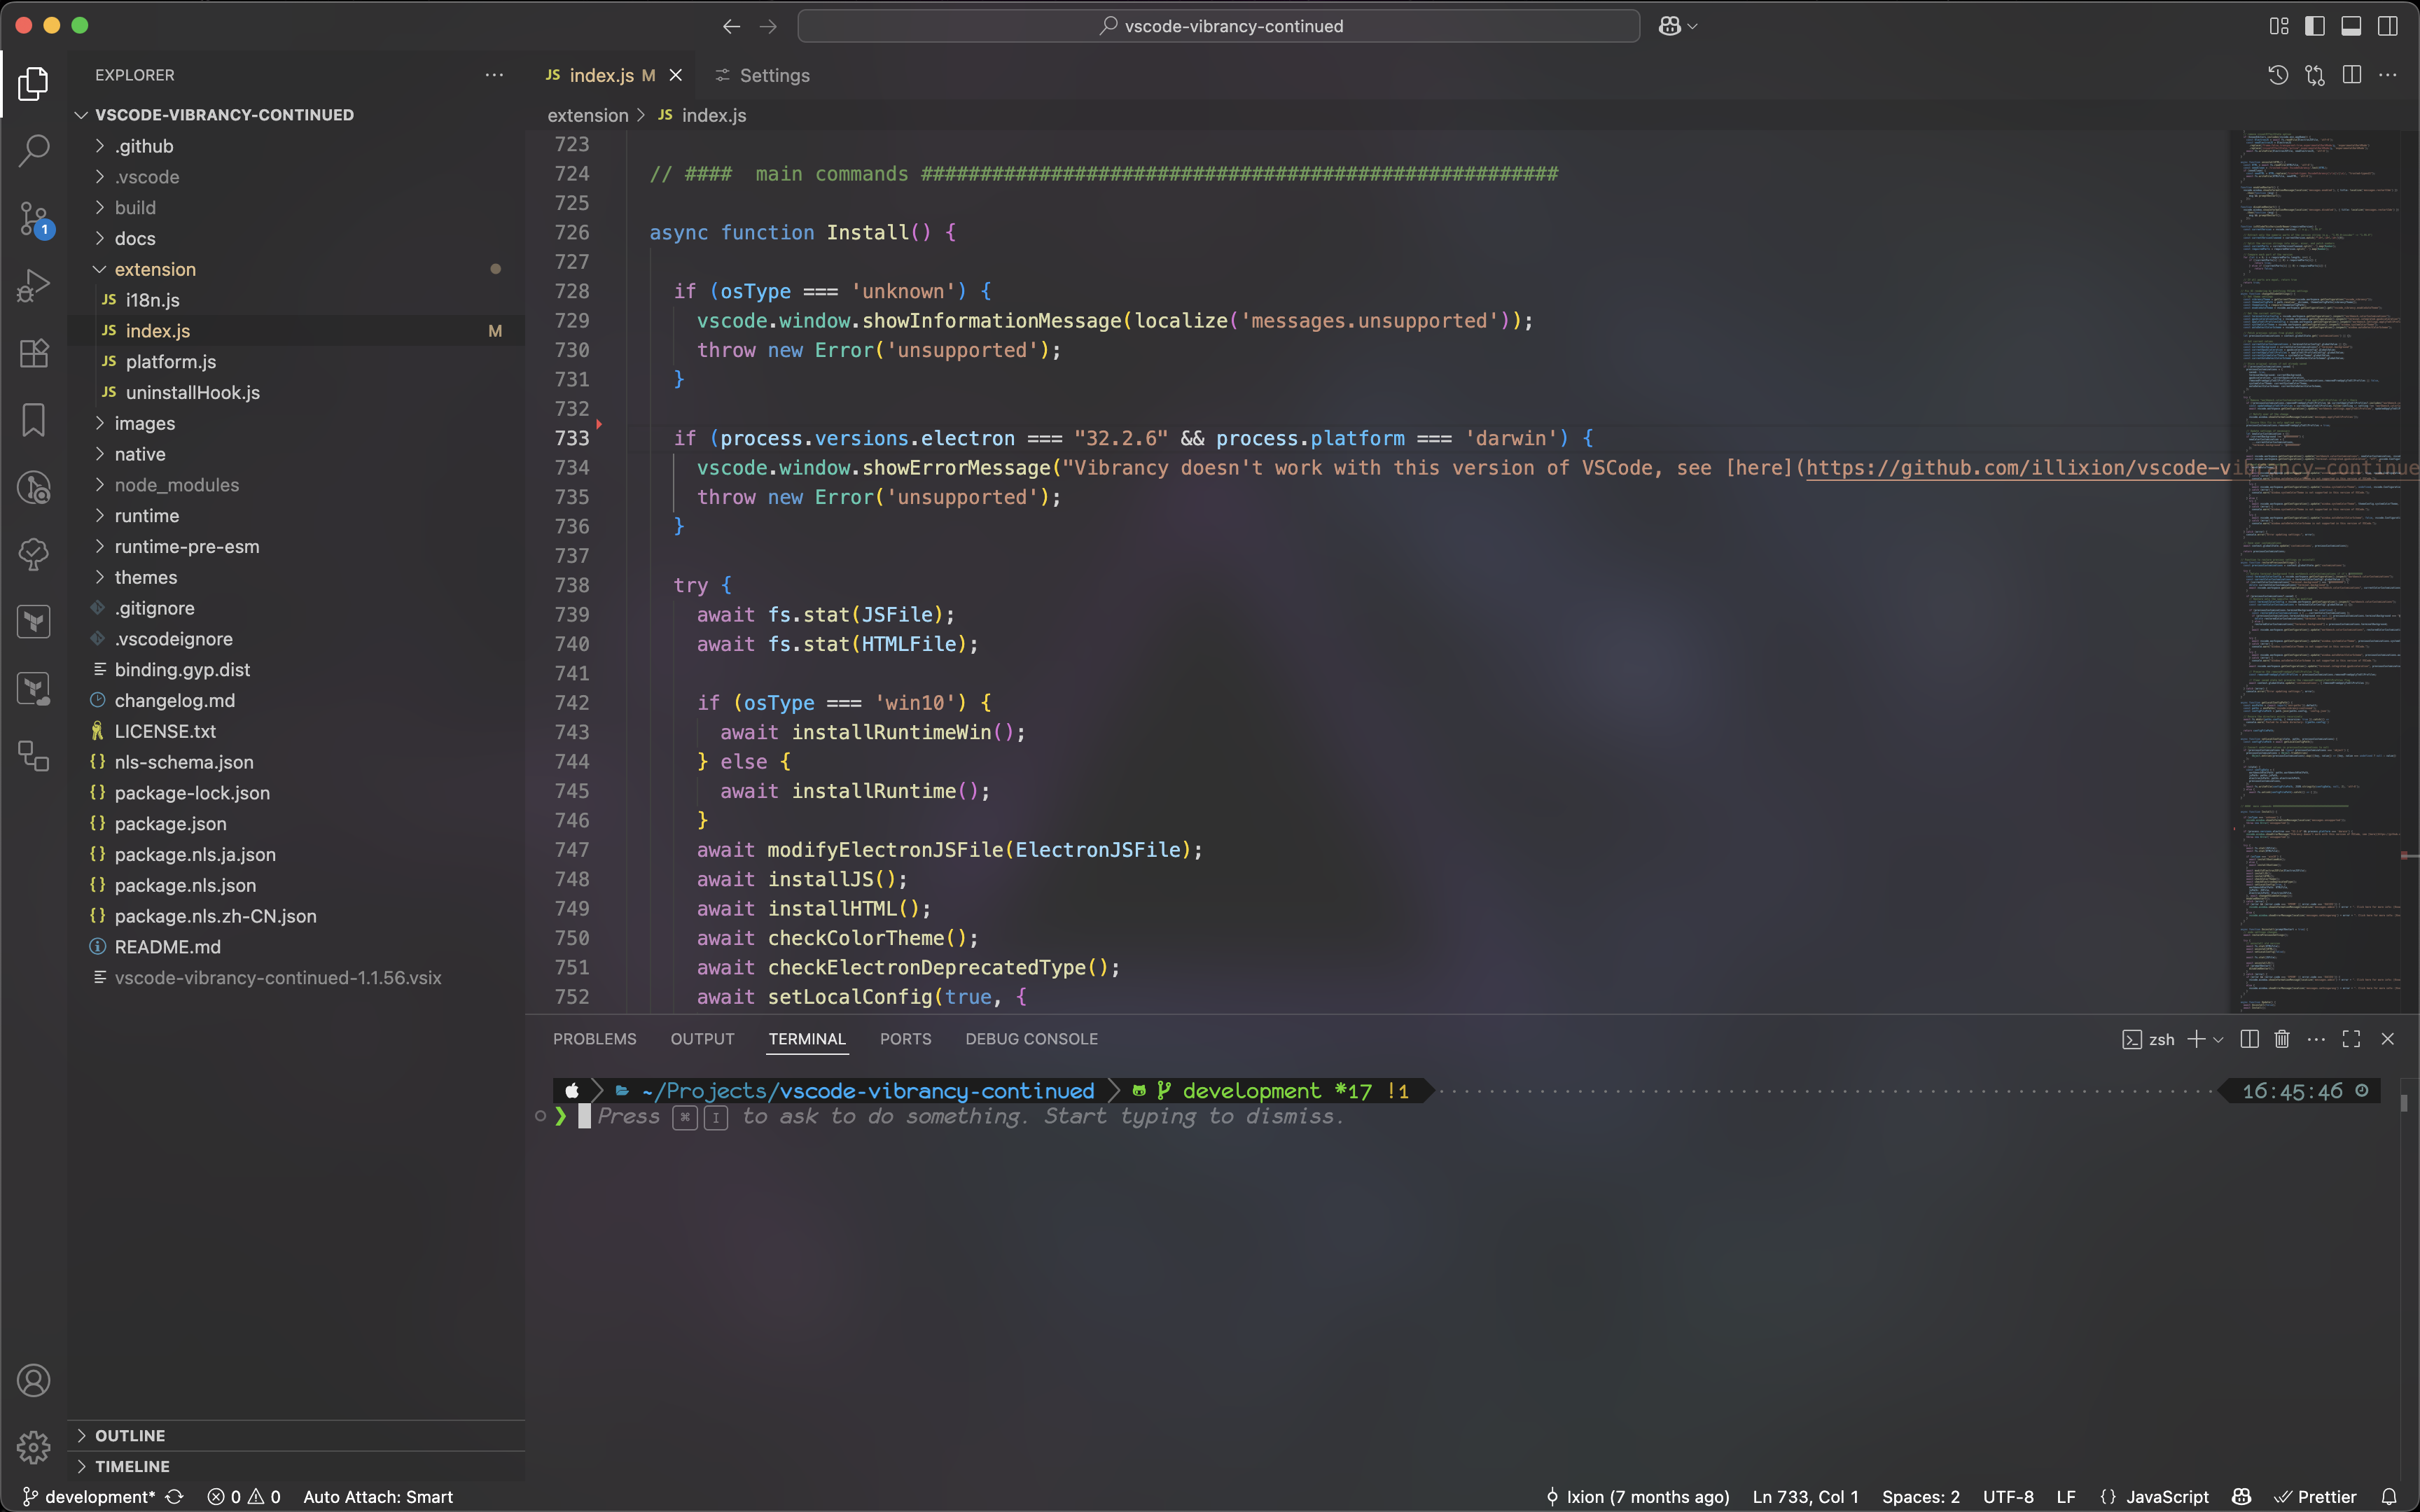 vscode-vibrancy-continued
EXPLORER
VSCODE-VIBRANCY-CONTINUED
.github
.vscode
build
docs
extension
JS i18n.js
JS index.js M
JS platform.js
JS uninstallHook.js
images
native
node_modules
runtime
runtime-pre-esm
themes
.gitignore
.vscodeignore
binding.gyp.dist
changelog.md
LICENSE.txt
{} nls-schema.json
{} package-lock.json
{} package.json
{} package.nls.ja.json
{} package.nls.json
{} package.nls.zh-CN.json
README.md
vscode-vibrancy-continued-1.1.56.vsix
OUTLINE
TIMELINE
1
JS index.js M
Settings
extension > JS index.js
723
724 // #### main commands ######################################################
725
726 async function Install() {
727
728 if (osType === 'unknown') {
729 vscode.window.showInformationMessage(localize('messages.unsupported'));
730 throw new Error('unsupported');
731 }
732
733 if (process.versions.electron === "32.2.6" && process.platform === 'darwin') {
734 vscode.window.showErrorMessage("Vibrancy doesn't work with this version of VSCode, see [here](https://github.com/illixion/vscode-vibrancy-continue
735 throw new Error('unsupported');
736 }
737
738 try {
739 await fs.stat(JSFile);
740 await fs.stat(HTMLFile);
741
742 if (osType === 'win10') {
743 await installRuntimeWin();
744 } else {
745 await installRuntime();
746 }
747 await modifyElectronJSFile(ElectronJSFile);
748 await installJS();
749 await installHTML();
750 await checkColorTheme();
751 await checkElectronDeprecatedType();
752 await setLocalConfig(true, {
PROBLEMS OUTPUT TERMINAL PORTS DEBUG CONSOLE
zsh
~/Projects/vscode-vibrancy-continued development *17 !1 16:45:46
❯ Press ⌘ I to ask to do something. Start typing to dismiss.
development* 0 0 Auto Attach: Smart
Ixion (7 months ago) Ln 733, Col 1 Spaces: 2 UTF-8 LF {} JavaScript Prettier